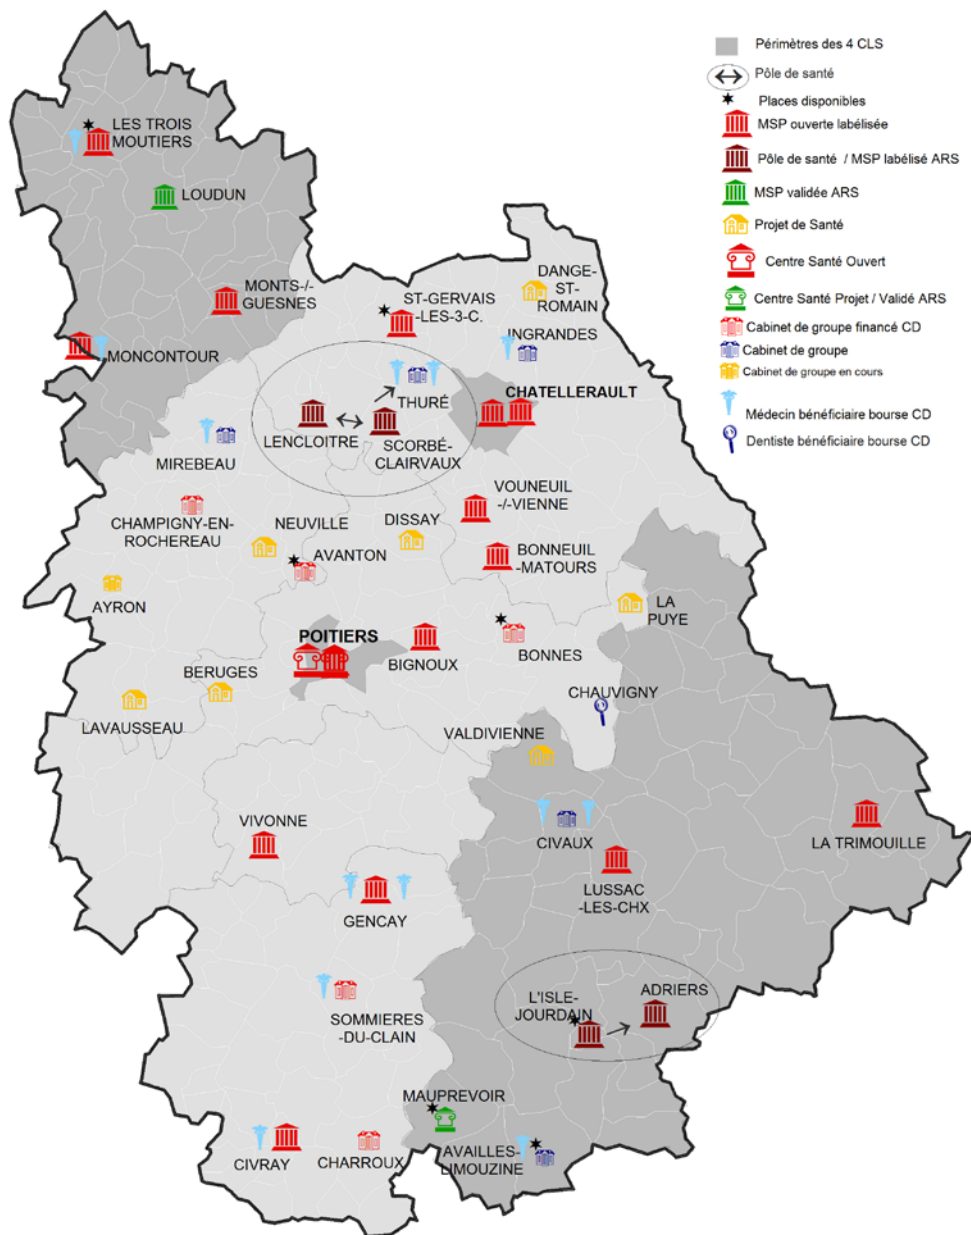 Périmètres des 4 CLS
Pôle de santé
Places disponibles
MSP ouverte labélisée
Pôle de santé / MSP labélisé ARS
MSP validée ARS
Projet de Santé
Centre Santé Ouvert
Centre Santé Projet / Validé ARS
Cabinet de groupe financé CD
Cabinet de groupe
Cabinet de groupe en cours
Médecin bénéficiaire bourse CD
Dentiste bénéficiaire bourse CD
LES TROIS
MOUTIERS
LOUDUN
MONTS-/-
GUESNES
MONCONTOUR
ST-GERVAIS
-LES-3-C.
DANGE-
ST-
ROMAIN
INGRANDES
THURÉ
CHATELLERAULT
LENCLOITRE
SCORBÉ-
CLAIRVAUX
MIREBEAU
CHAMPIGNY-EN-
ROCHEREAU
NEUVILLE
DISSAY
VOUNEUIL
-/-VIENNE
AVANTON
BONNEUIL
-MATOURS
AYRON
LA
PUYE
POITIERS
BIGNOUX
BONNES
BERUGES
LAVAUSSEAU
CHAUVIGNY
VALDIVIENNE
VIVONNE
CIVAUX
LA TRIMOUILLE
LUSSAC
-LES-CHX
GENCAY
SOMMIERES
-DU-CLAIN
L'ISLE-
JOURDAIN
ADRIERS
MAUPREVOIR
CIVRAY
CHARROUX
AVAILLES-
LIMOUZINE